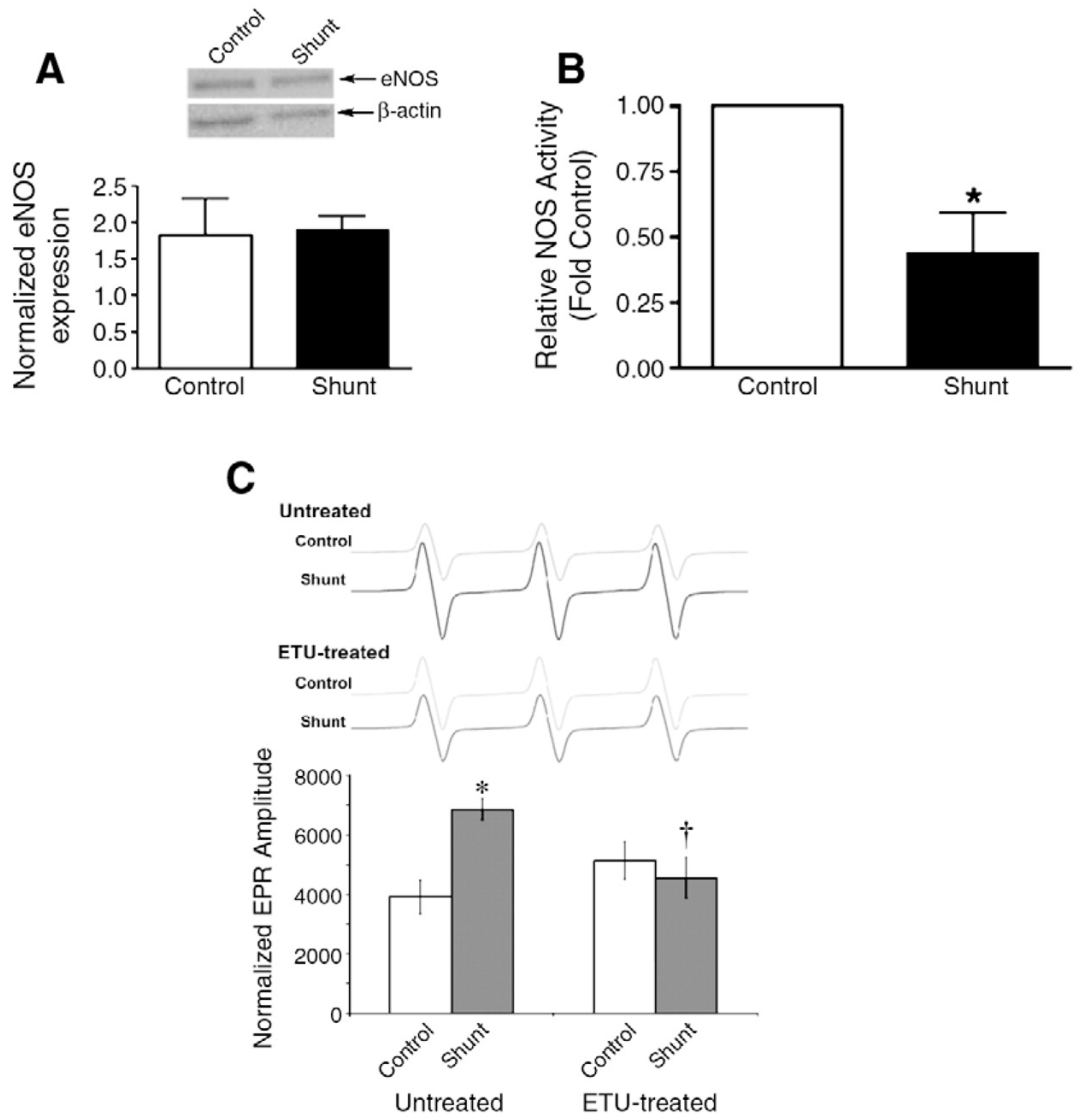 A
Control
Shunt
eNOS
β-actin
Normalized eNOS
expression
2.5
2.0
1.5
1.0
0.5
0.0
Control
Shunt
B
Relative NOS Activity
(Fold Control)
1.00
0.75
0.50
0.25
0.00
*
Control
Shunt
C
Untreated
Control
Shunt
ETU-treated
Control
Shunt
Normalized EPR Amplitude
8000
6000
4000
2000
0
*
†
Control
Shunt
Control
Shunt
Untreated
ETU-treated